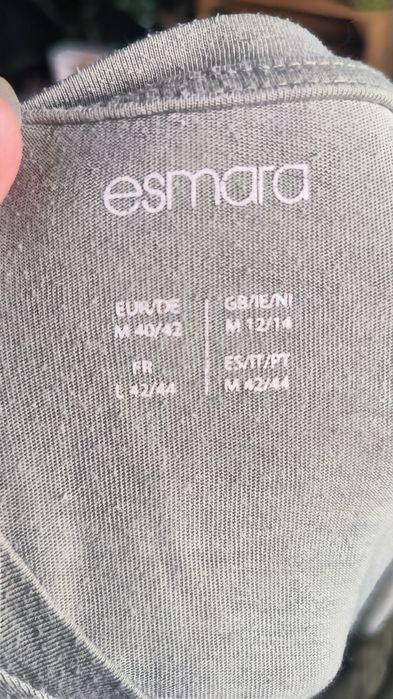 esmara
EUR/DE
M 40/42
FR
L 42/44
GB/IE/NI
M 12/14
ES/IT/PT
M 42/44